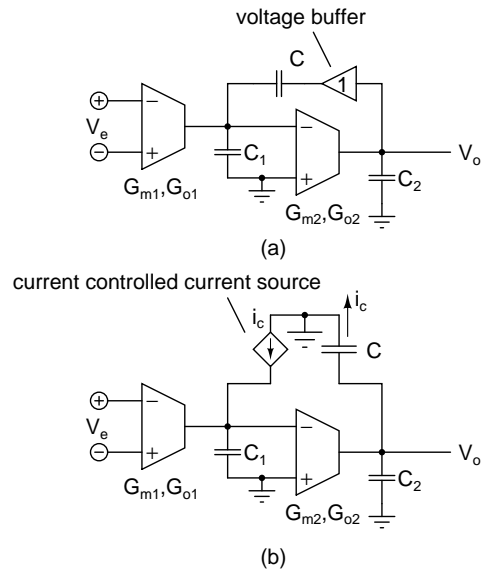 voltage buffer
C
1
+
−
V_e
−
+
C_1
−
+
V_o
C_2
G_m1,G_o1
G_m2,G_o2
(a)
current controlled current source
i_c
i_c
C
+
−
V_e
−
+
C_1
−
+
V_o
C_2
G_m1,G_o1
G_m2,G_o2
(b)